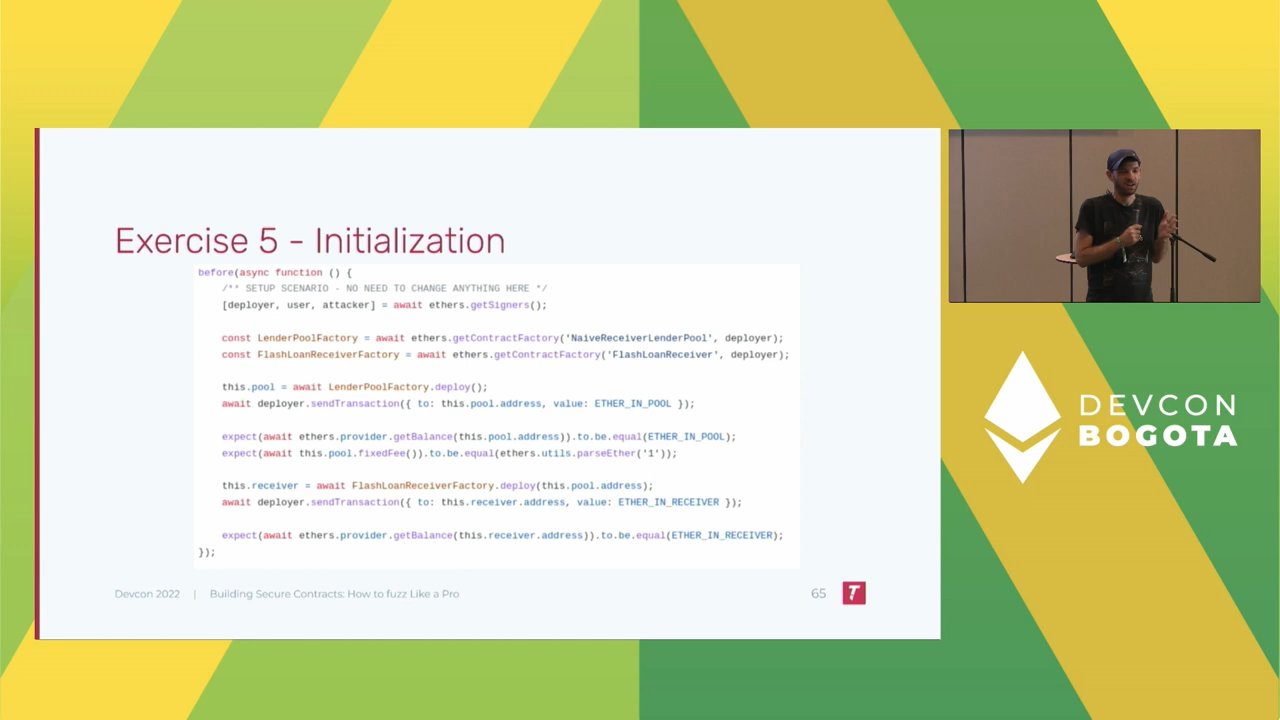 Exercise 5 - Initialization
before(async function () {
/** SETUP SCENARIO - NO NEED TO CHANGE ANYTHING HERE */
[deployer, user, attacker] = await ethers.getSigners();
const LenderPoolFactory = await ethers.getContractFactory('NaiveReceiverLenderPool', deployer);
const FlashLoanReceiverFactory = await ethers.getContractFactory('FlashLoanReceiver', deployer);
this.pool = await LenderPoolFactory.deploy();
await deployer.sendTransaction({ to: this.pool.address, value: ETHER_IN_POOL });
expect(await ethers.provider.getBalance(this.pool.address)).to.be.equal(ETHER_IN_POOL);
expect(await this.pool.fixedFee()).to.be.equal(ethers.utils.parseEther('1'));
this.receiver = await FlashLoanReceiverFactory.deploy(this.pool.address);
await deployer.sendTransaction({ to: this.receiver.address, value: ETHER_IN_RECEIVER });
expect(await ethers.provider.getBalance(this.receiver.address)).to.be.equal(ETHER_IN_RECEIVER);
});
Devcon 2022 | Building Secure Contracts: How to fuzz Like a Pro
65
T
DEVCON
BOGOTA